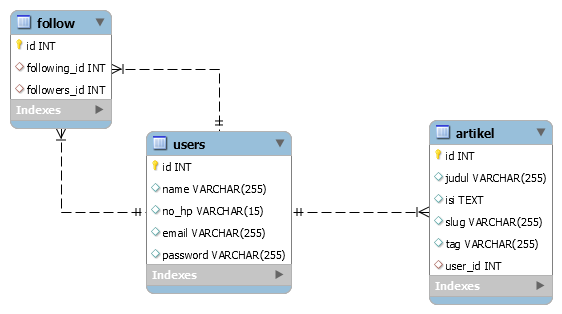 follow
id INT
following_id INT
followers_id INT
Indexes
users
id INT
name VARCHAR(255)
no_hp VARCHAR(15)
email VARCHAR(255)
password VARCHAR(255)
Indexes
artikel
id INT
judul VARCHAR(255)
isi TEXT
slug VARCHAR(255)
tag VARCHAR(255)
user_id INT
Indexes